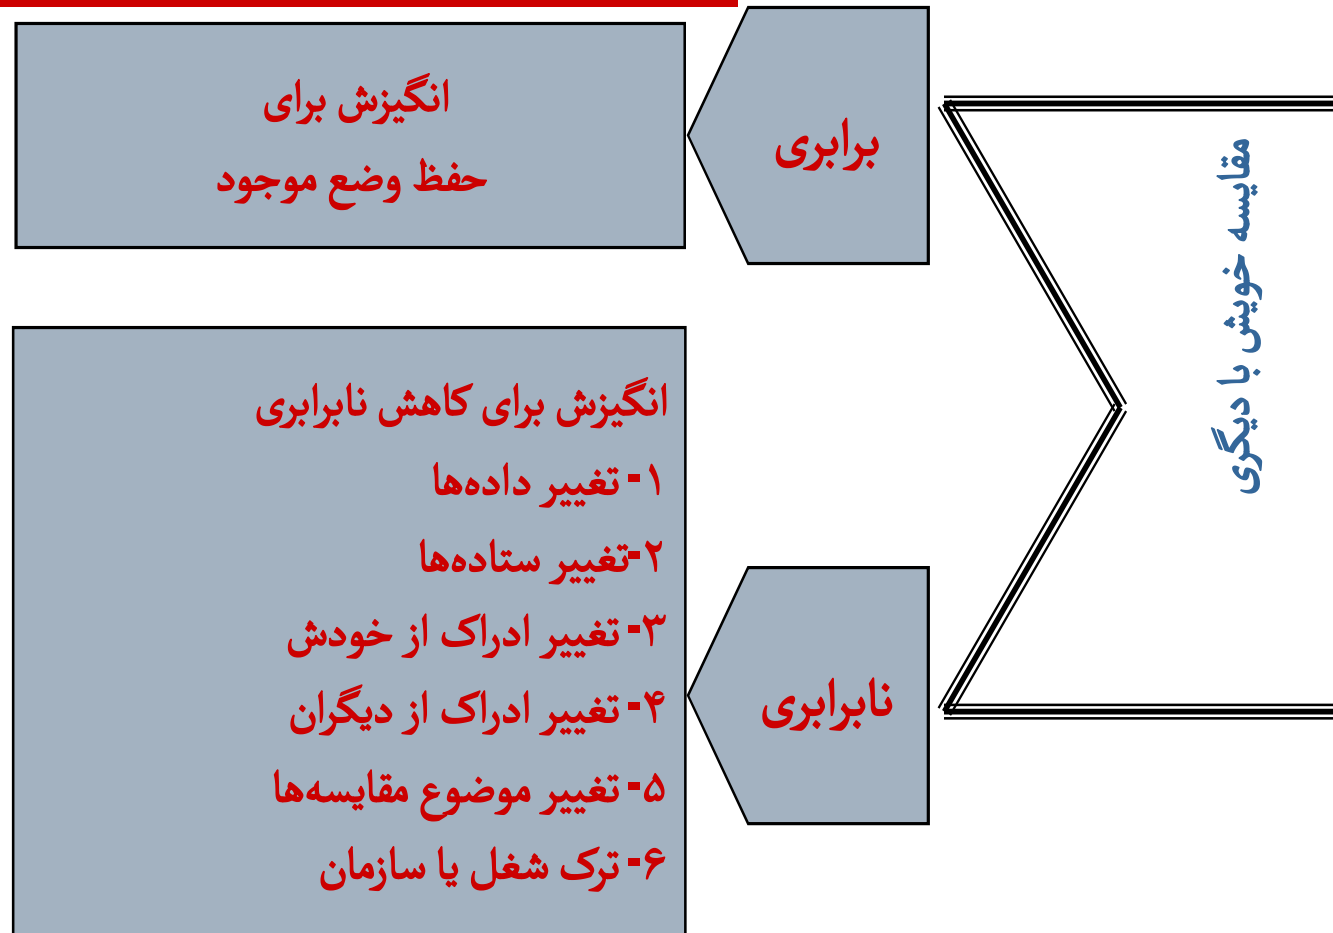 مقایسه خویش با دیگری
برابری
انگیزش برای
حفظ وضع موجود
نابرابری
انگیزش برای کاهش نابرابری
۱- تغییر داده‌ها
۲-تغییر ستاده‌ها
۳- تغییر ادراک از خودش
۴- تغییر ادراک از دیگران
۵- تغییر موضوع مقایسه‌ها
۶- ترک شغل یا سازمان